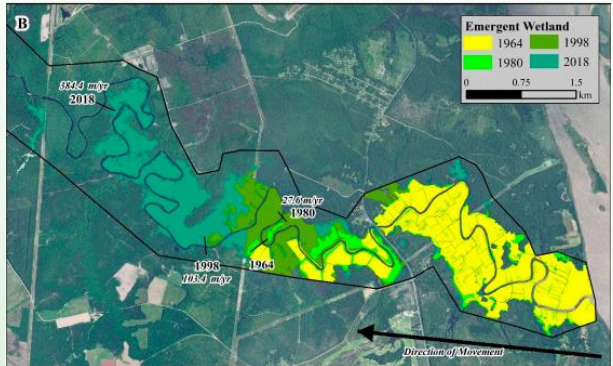 B
Emergent Wetland
1964 1998
1980 2018
0 0.75 1.5
km
384.4 m/yr
2018
27.6 m/yr
1980
1998
103.4 m/yr
1964
Direction of Movement